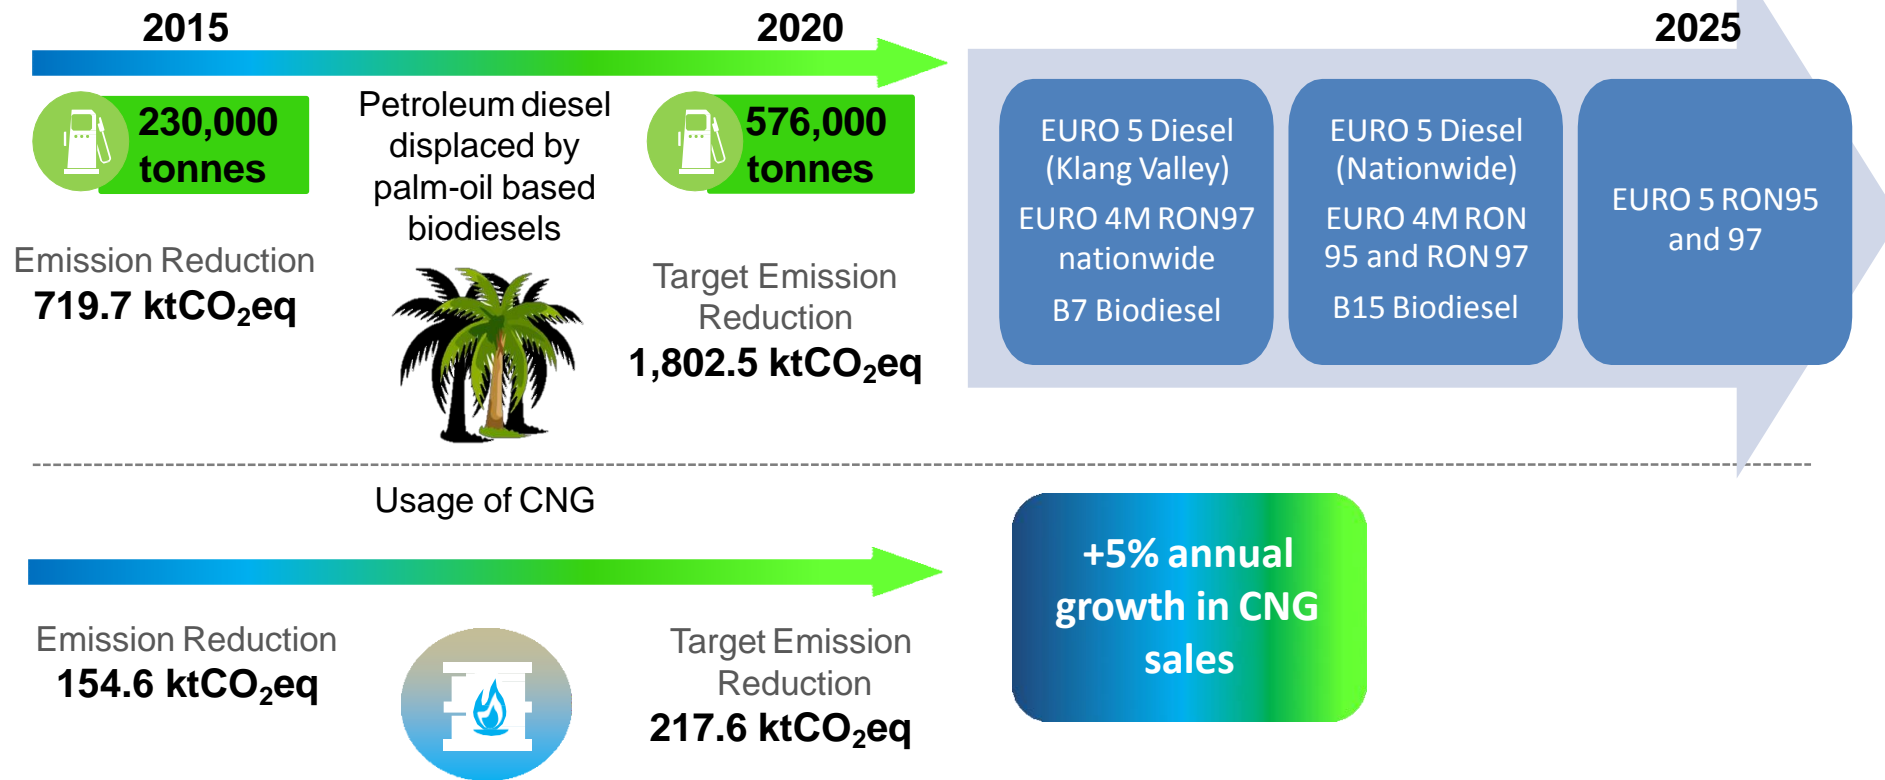 2015
2020
2025
230,000
tonnes
Petroleum diesel
displaced by
palm-oil based
biodiesels
576,000
tonnes
Emission Reduction
719.7 ktCO₂eq
Target Emission
Reduction
1,802.5 ktCO₂eq
EURO 5 Diesel
(Klang Valley)
EURO 4M RON97
nationwide
B7 Biodiesel
EURO 5 Diesel
(Nationwide)
EURO 4M RON
95 and RON 97
B15 Biodiesel
EURO 5 RON95
and 97
Usage of CNG
Emission Reduction
154.6 ktCO₂eq
Target Emission
Reduction
217.6 ktCO₂eq
+5% annual
growth in CNG
sales